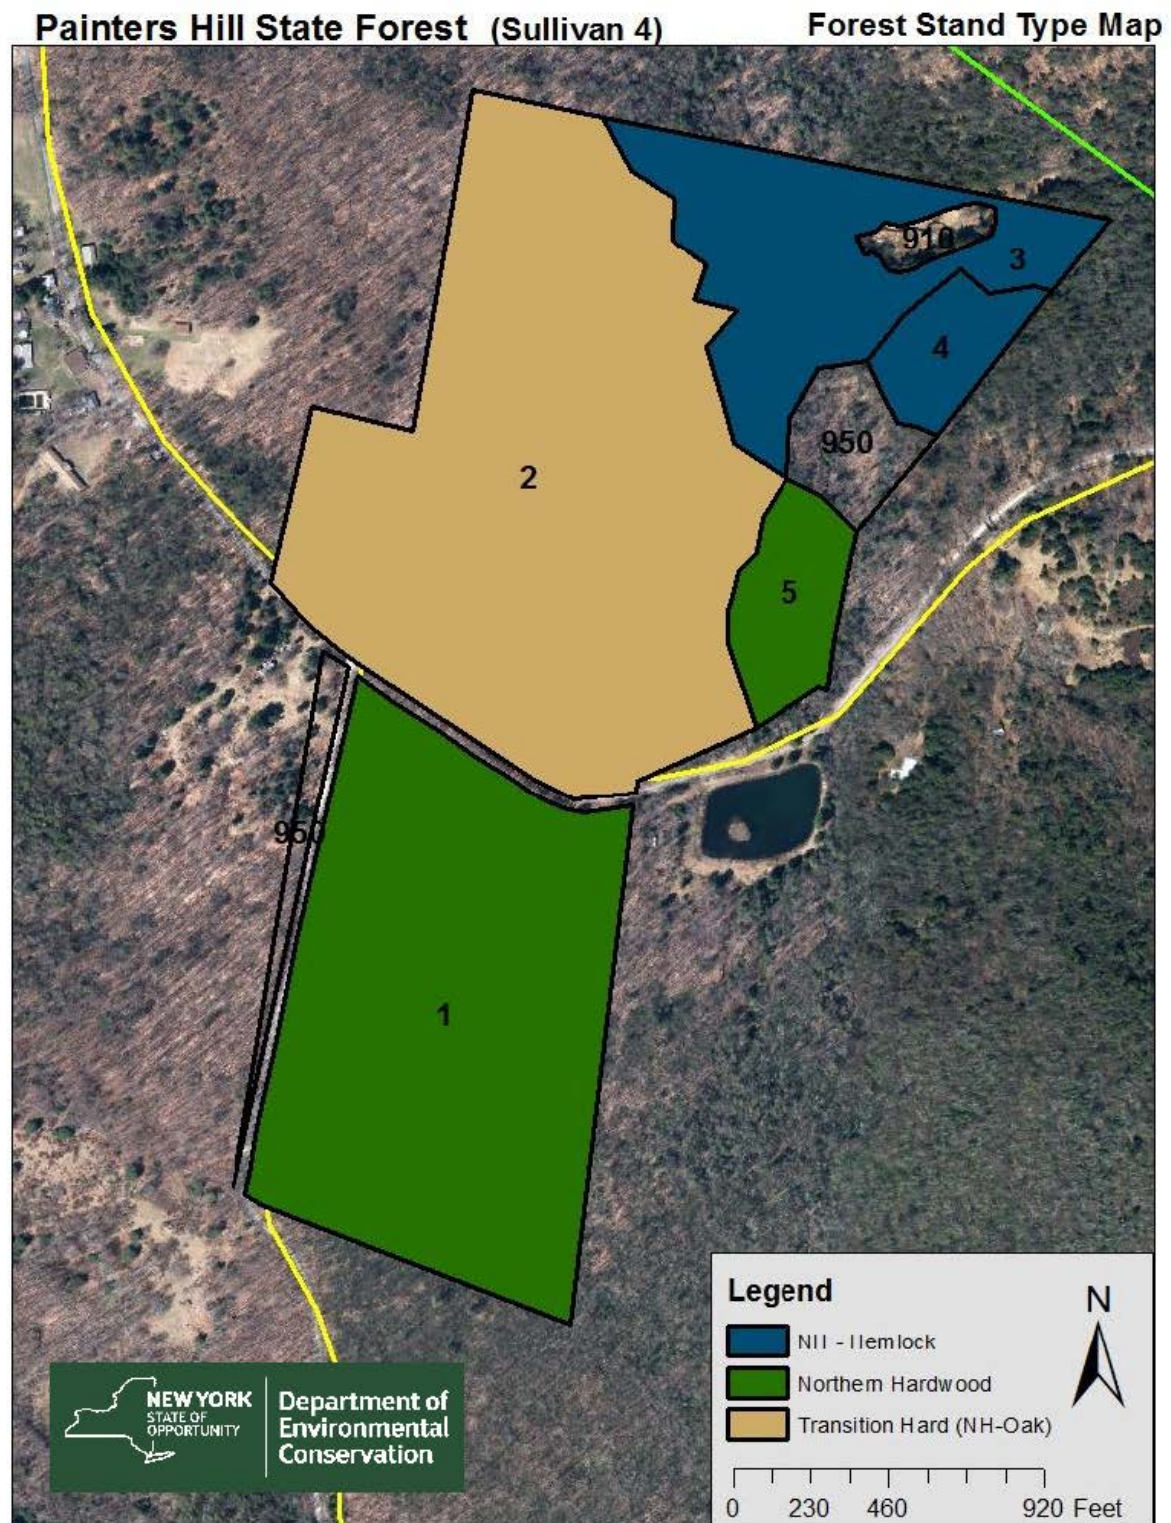 Painters Hill State Forest (Sullivan 4)
Forest Stand Type Map
910
3
4
950
2
5
950
1
Legend
N
NH - Hemlock
Northern Hardwood
Transition Hard (NH-Oak)
0 230 460 920 Feet
NEW YORK
STATE OF
OPPORTUNITY
Department of
Environmental
Conservation